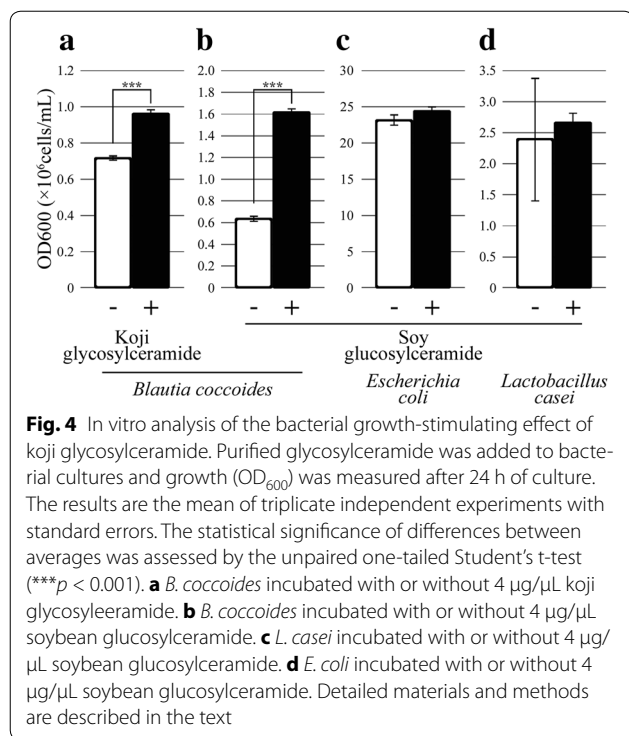 a b c d
OD600 (×10⁶cells/mL)
1.2
1.0
0.8
0.6
0.4
0.2
0
***
2.0
1.8
1.6
1.4
1.2
1.0
0.8
0.6
0.4
0.2
0
***
30
25
20
15
10
5
0
3.5
3.0
2.5
2.0
1.5
1.0
0.5
0
- + - + - + - +
Koji
glycosylceramide
Soy
glucosylceramide
Blautia coccoides
Escherichia
coli
Lactobacillus
casei
Fig. 4 In vitro analysis of the bacterial growth-stimulating effect of
koji glycosylceramide. Purified glycosylceramide was added to bacte-
rial cultures and growth (OD₆₀₀) was measured after 24 h of culture.
The results are the mean of triplicate independent experiments with
standard errors. The statistical significance of differences between
averages was assessed by the unpaired one-tailed Student's t-test
(***p < 0.001). a B. coccoides incubated with or without 4 μg/μL koji
glycosyleeramide. b B. coccoides incubated with or without 4 μg/μL
soybean glucosylceramide. c L. casei incubated with or without 4 μg/
μL soybean glucosylceramide. d E. coli incubated with or without 4
μg/μL soybean glucosylceramide. Detailed materials and methods
are described in the text